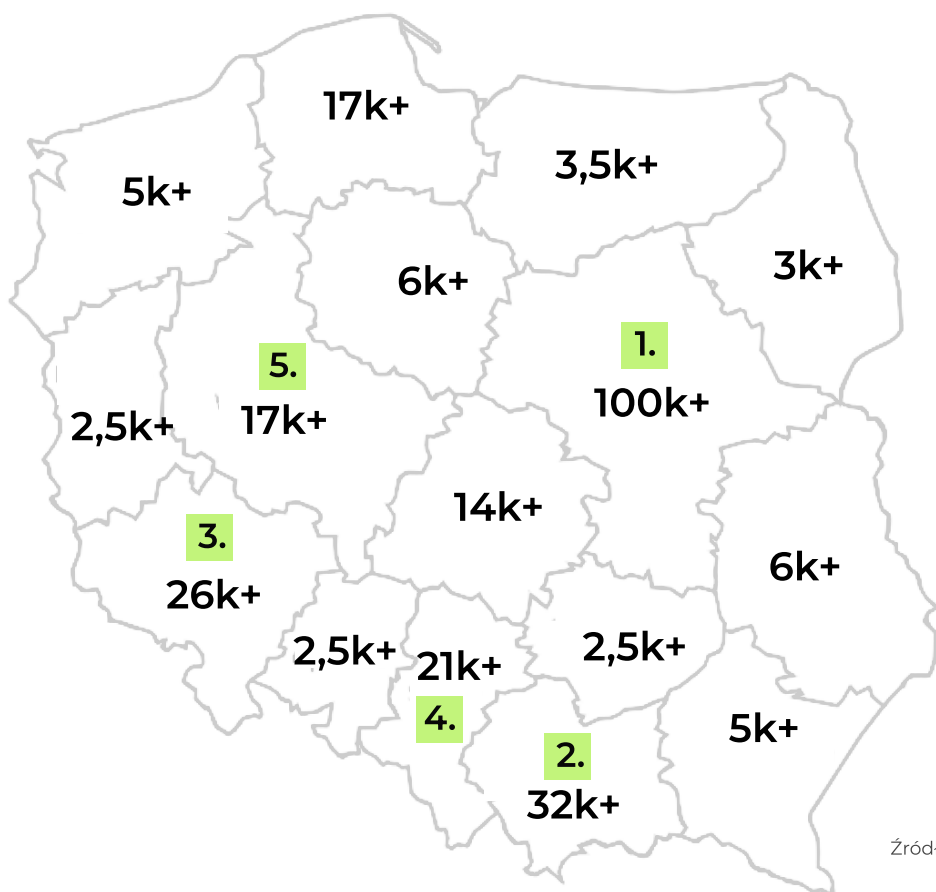 17k+
3,5k+
5k+
3k+
6k+
1.
100k+
5.
17k+
2,5k+
14k+
3.
26k+
6k+
2,5k+
21k+
4.
2,5k+
5k+
2.
32k+